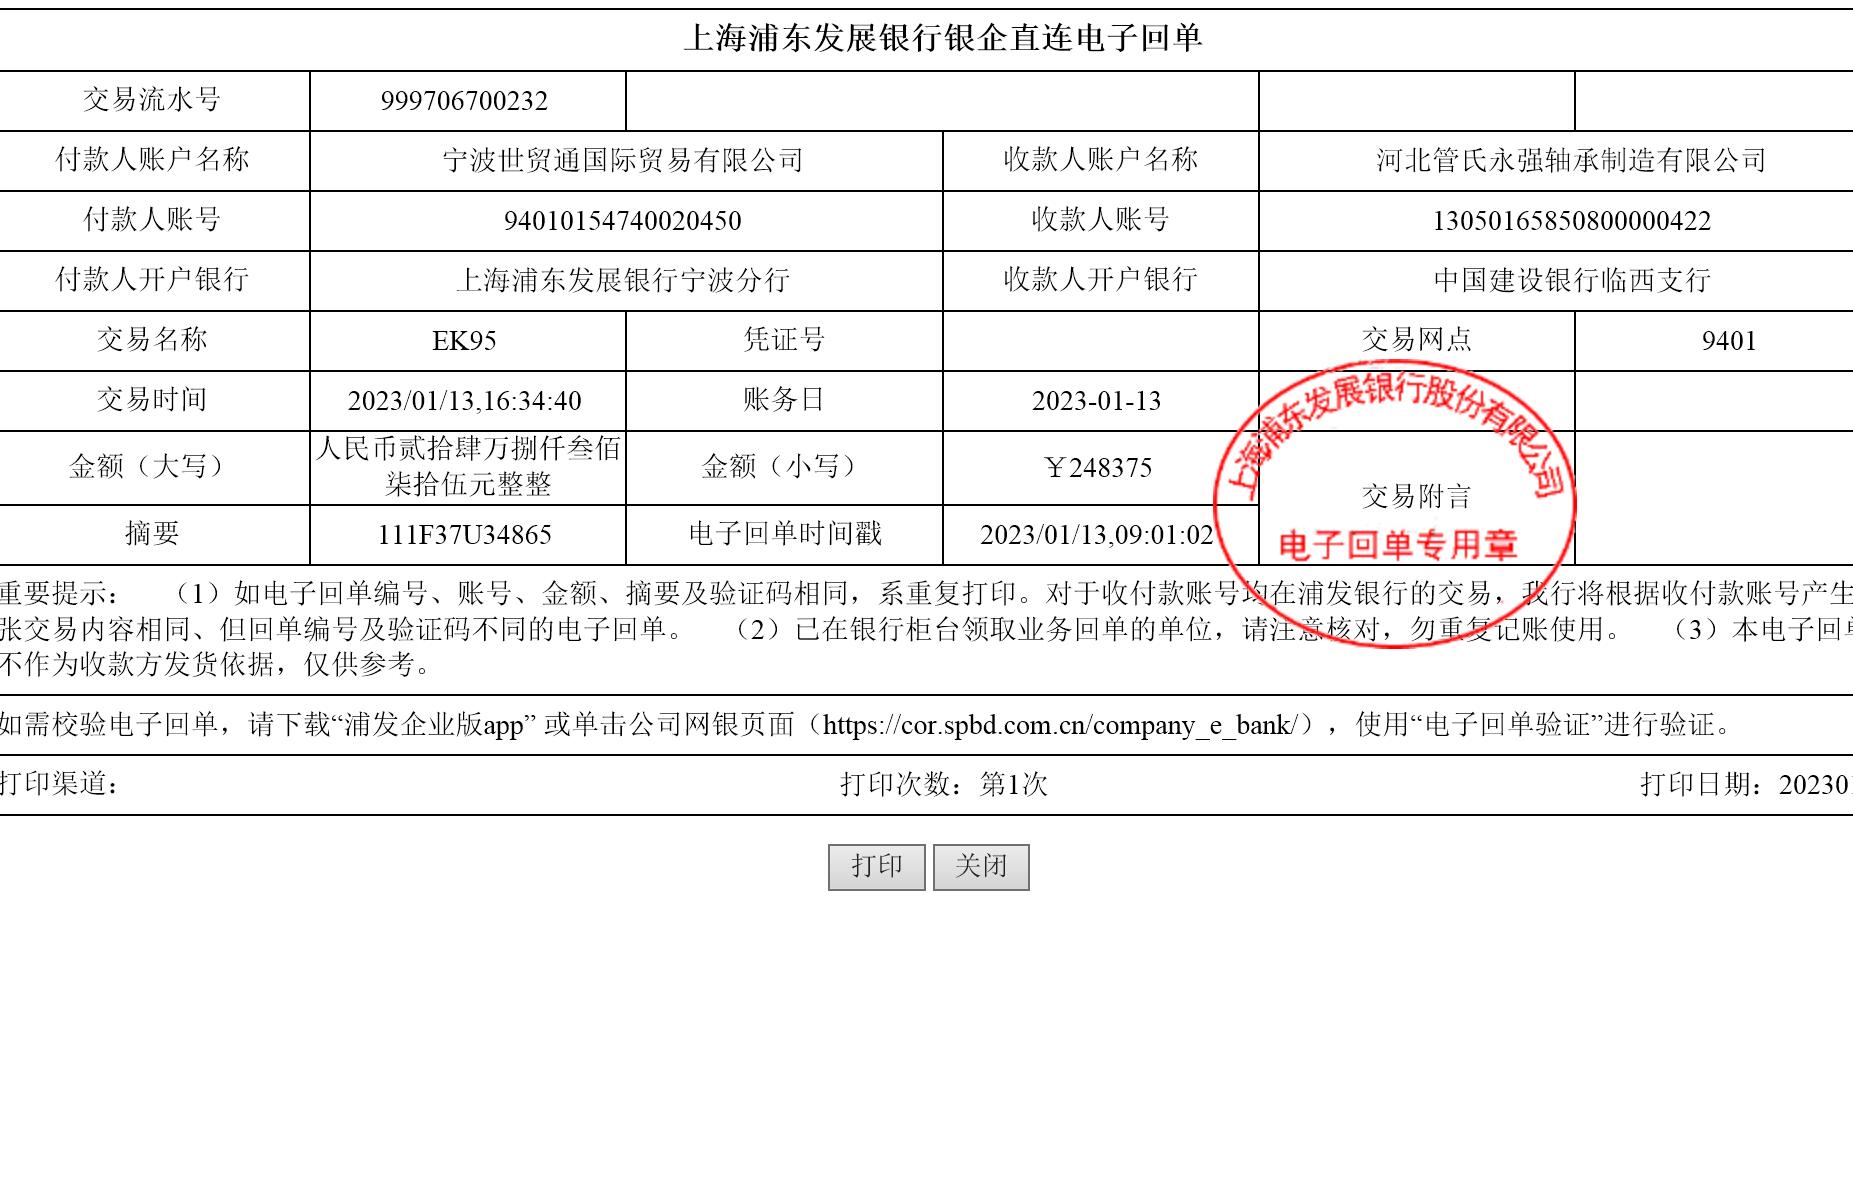 上海浦东发展银行银企直连电子回单
交易流水号 999706700232
付款人账户名称 宁波世贸通国际贸易有限公司 收款人账户名称 河北管氏永强轴承制造有限公司
付款人账号 94010154740020450 收款人账号 13050165850800000422
付款人开户银行 上海浦东发展银行宁波分行 收款人开户银行 中国建设银行临西支行
交易名称 EK95 凭证号 交易网点 9401
交易时间 2023/01/13,16:34:40 账务日 2023-01-13
上海浦东发展银行股份有限公司
金额（大写） 人民币贰拾肆万捌仟叁佰
柒拾伍元整整 金额（小写） ￥248375
交易附言
摘要 111F37U34865 电子回单时间戳 2023/01/13,09:01:02
电子回单专用章
重要提示： （1）如电子回单编号、账号、金额、摘要及验证码相同，系重复打印。对于收付款账号均在浦发银行的交易，我行将根据收付款账号产生
张交易内容相同、但回单编号及验证码不同的电子回单。 （2）已在银行柜台领取业务回单的单位，请注意核对，勿重复记账使用。 （3）本电子回单
不作为收款方发货依据，仅供参考。
如需校验电子回单，请下载“浦发企业版app” 或单击公司网银页面（https://cor.spbd.com.cn/company_e_bank/），使用“电子回单验证”进行验证。
打印渠道： 打印次数：第1次 打印日期：202301
打印 关闭